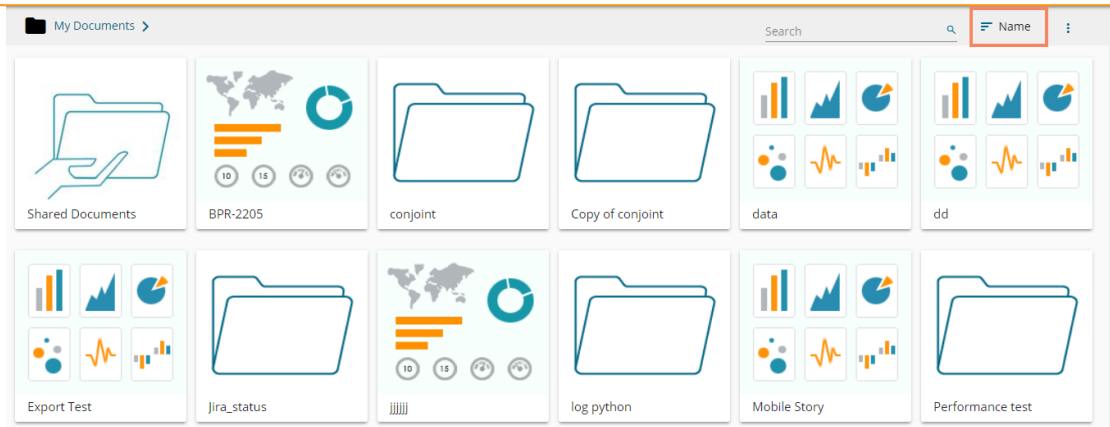 My Documents
Search
Name
10 15
Shared Documents
BPR-2205
conjoint
Copy of conjoint
data
dd
10 15
Export Test
Jira_status
jjjjjj
log python
Mobile Story
Performance test